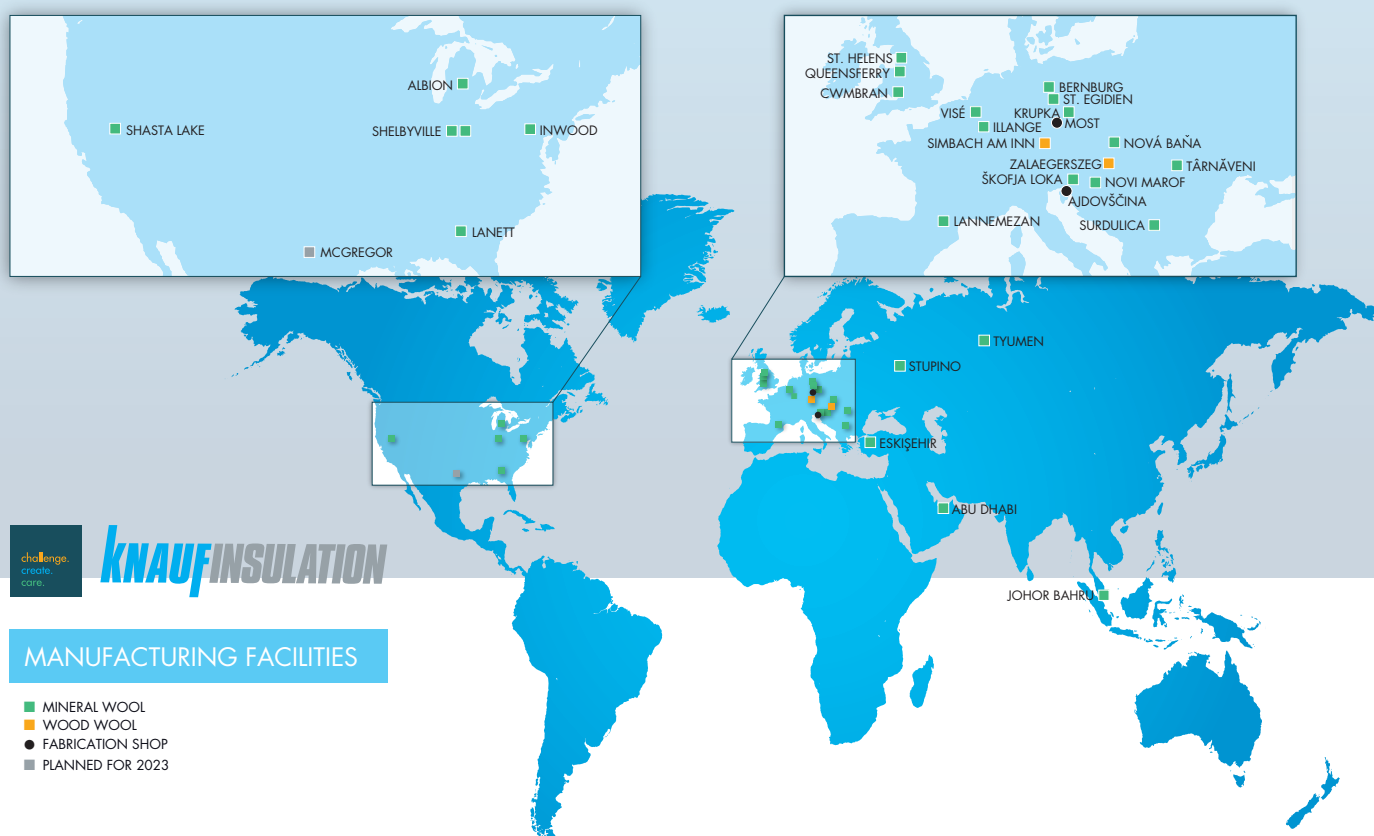 ALBION
SHASTA LAKE
SHELBYVILLE
INWOOD
LANETT
MCGREGOR
ST. HELENS
QUEENSFERRY
CWMBRAN
BERNBURG
ST. EGIDIEN
VISÉ
KRUPKA
ILLANGE
MOST
SIMBACH AM INN
NOVÁ BAŇA
ZALAEGERSZEG
TÂRNĂVENI
ŠKOFJA LOKA
NOVI MAROF
AJDOVŠČINA
LANNEMEZAN
SURDULICA
TYUMEN
STUPINO
ESKIŞEHIR
ABU DHABI
JOHOR BAHRU
challenge.
create.
care.
KNAUFINSULATION
MANUFACTURING FACILITIES
MINERAL WOOL
WOOD WOOL
FABRICATION SHOP
PLANNED FOR 2023